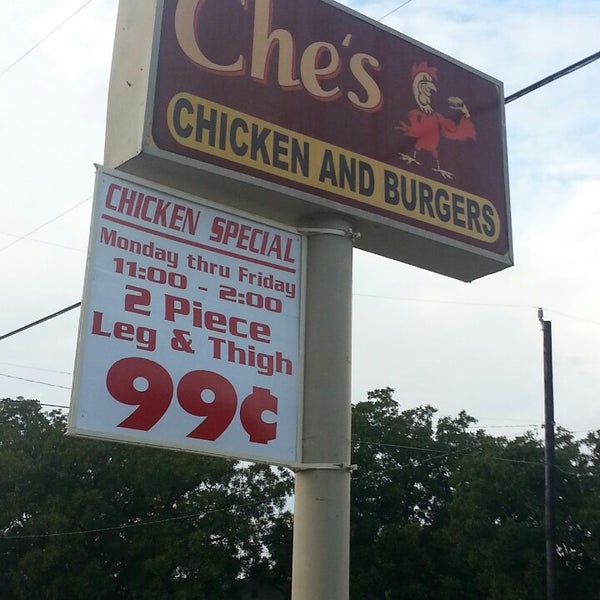 Che's
CHICKEN AND BURGERS
CHICKEN SPECIAL
Monday thru Friday
11:00 - 2:00
2 Piece
Leg & Thigh
99¢